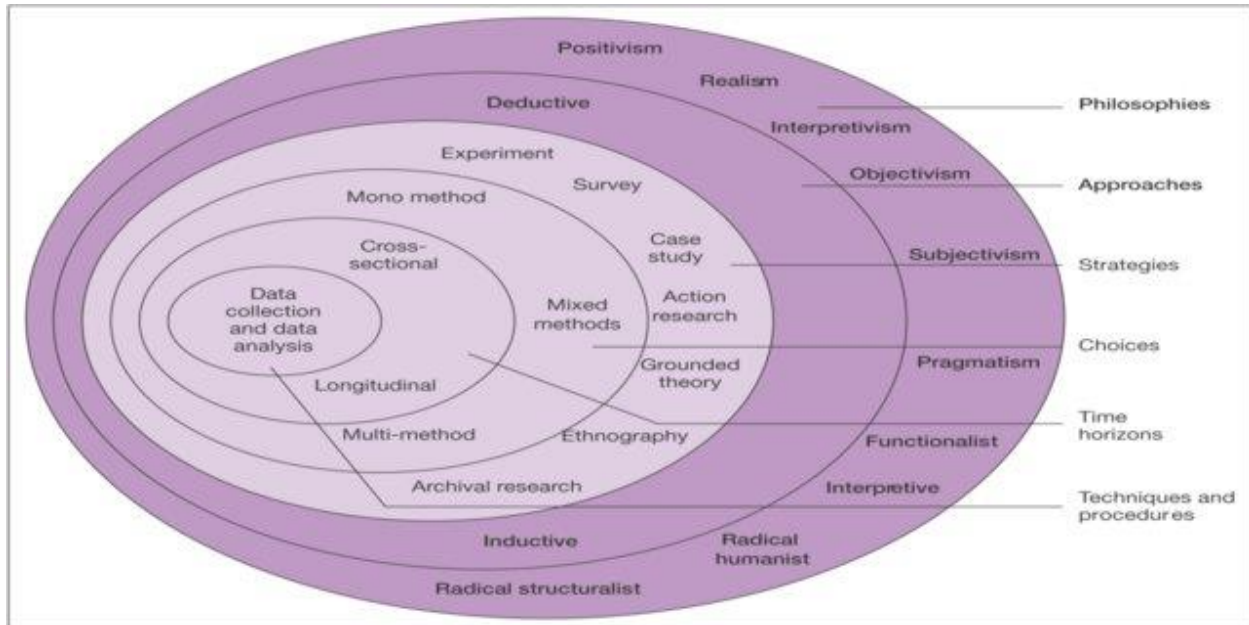 Positivism
Realism
Philosophies
Deductive
Interpretivism
Experiment
Objectivism
Survey
Approaches
Mono method
Case
study
Cross-
sectional
Subjectivism
Strategies
Data
collection
and data
analysis
Mixed
methods
Action
research
Choices
Grounded
theory
Pragmatism
Longitudinal
Time
horizons
Multi-method
Ethnography
Functionalist
Archival research
Interpretive
Techniques and
procedures
Inductive
Radical
humanist
Radical structuralist